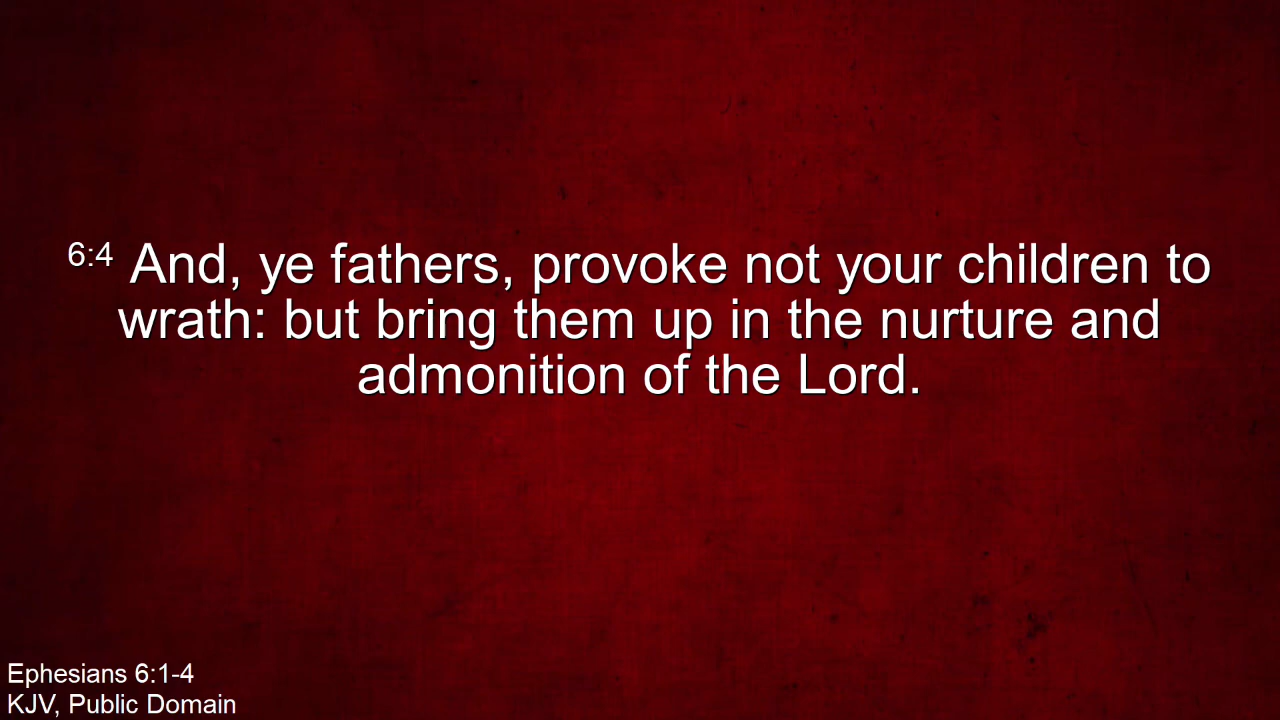 6:4 And, ye fathers, provoke not your children to
wrath: but bring them up in the nurture and
admonition of the Lord.
Ephesians 6:1-4
KJV, Public Domain